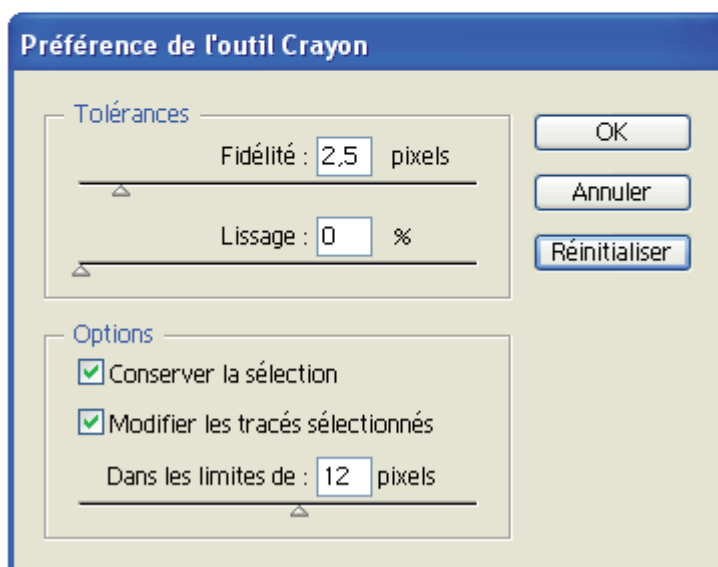 Préférence de l'outil Crayon
Tolérances
Fidélité : 2,5 pixels
Lissage : 0 %
OK
Annuler
Réinitialiser
Options
Conserver la sélection
Modifier les tracés sélectionnés
Dans les limites de : 12 pixels